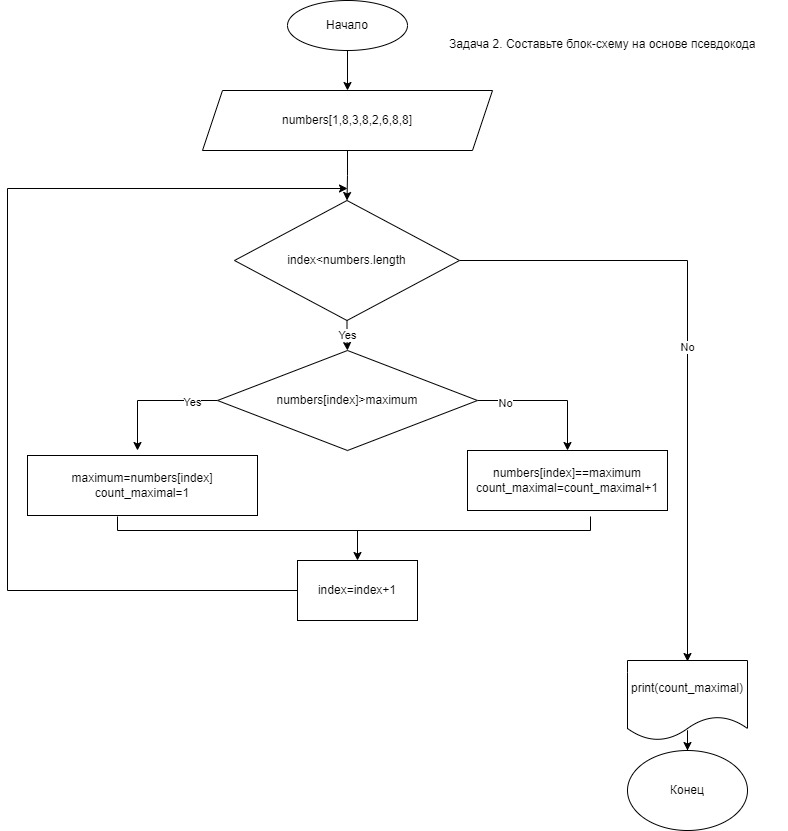 Начало
Задача 2. Составьте блок-схему на основе псевдокода
numbers[1,8,3,8,2,6,8,8]
index<numbers.length
Yes
No
numbers[index]>maximum
Yes
No
maximum=numbers[index]
count_maximal=1
numbers[index]==maximum
count_maximal=count_maximal+1
index=index+1
print(count_maximal)
Конец